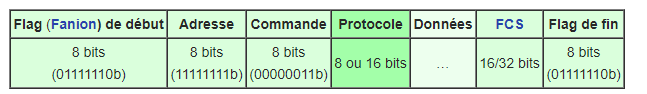 Flag (Fanion) de début Adresse Commande Protocole Données FCS Flag de fin
8 bits 8 bits 8 bits 8 ou 16 bits ... 16/32 bits 8 bits
(01111110b) (11111111b) (00000011b) (01111110b)